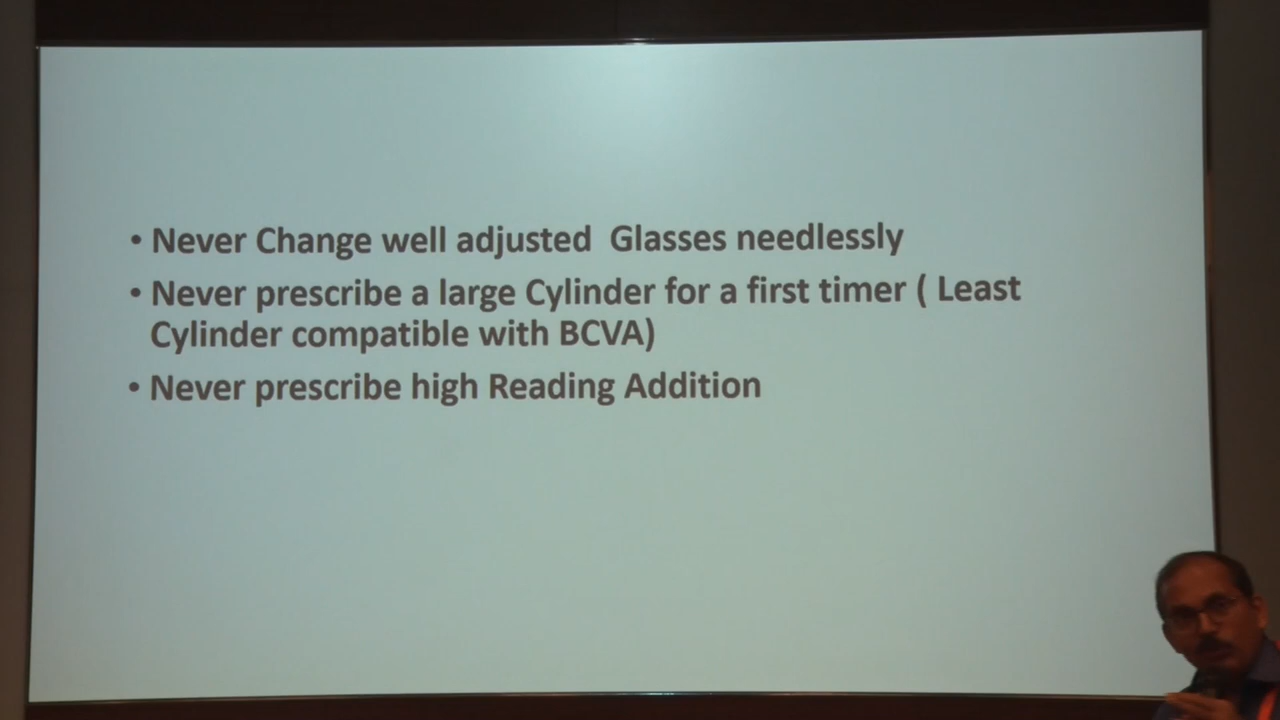 • Never Change well adjusted  Glasses needlessly
• Never prescribe a large Cylinder for a first timer ( Least
Cylinder compatible with BCVA)
• Never prescribe high Reading Addition